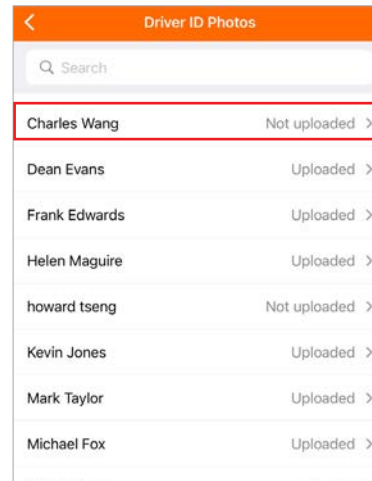 Driver ID Photos
Search
Charles Wang Not uploaded
Dean Evans Uploaded
Frank Edwards Uploaded
Helen Maguire Uploaded
howard tseng Not uploaded
Kevin Jones Uploaded
Mark Taylor Uploaded
Michael Fox Uploaded